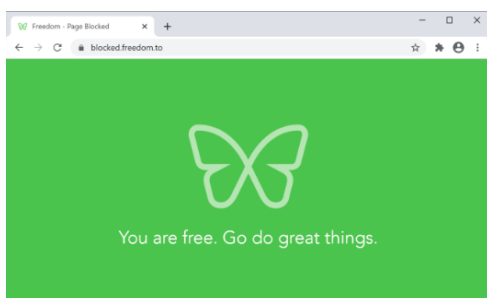 Freedom - Page Blocked
blocked.freedom.to
You are free. Go do great things.